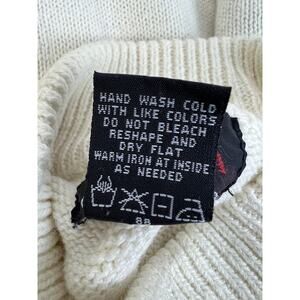 HAND WASH COLD
WITH LIKE COLORS
DO NOT BLEACH
RESHAPE AND
DRY FLAT
WARM IRON AT INSIDE
AS NEEDED
88